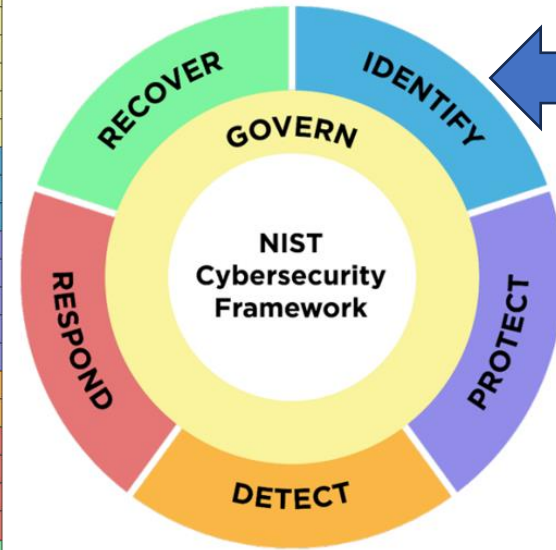 RECOVER
IDENTIFY
GOVERN
NIST
Cybersecurity
Framework
RESPOND
PROTECT
DETECT